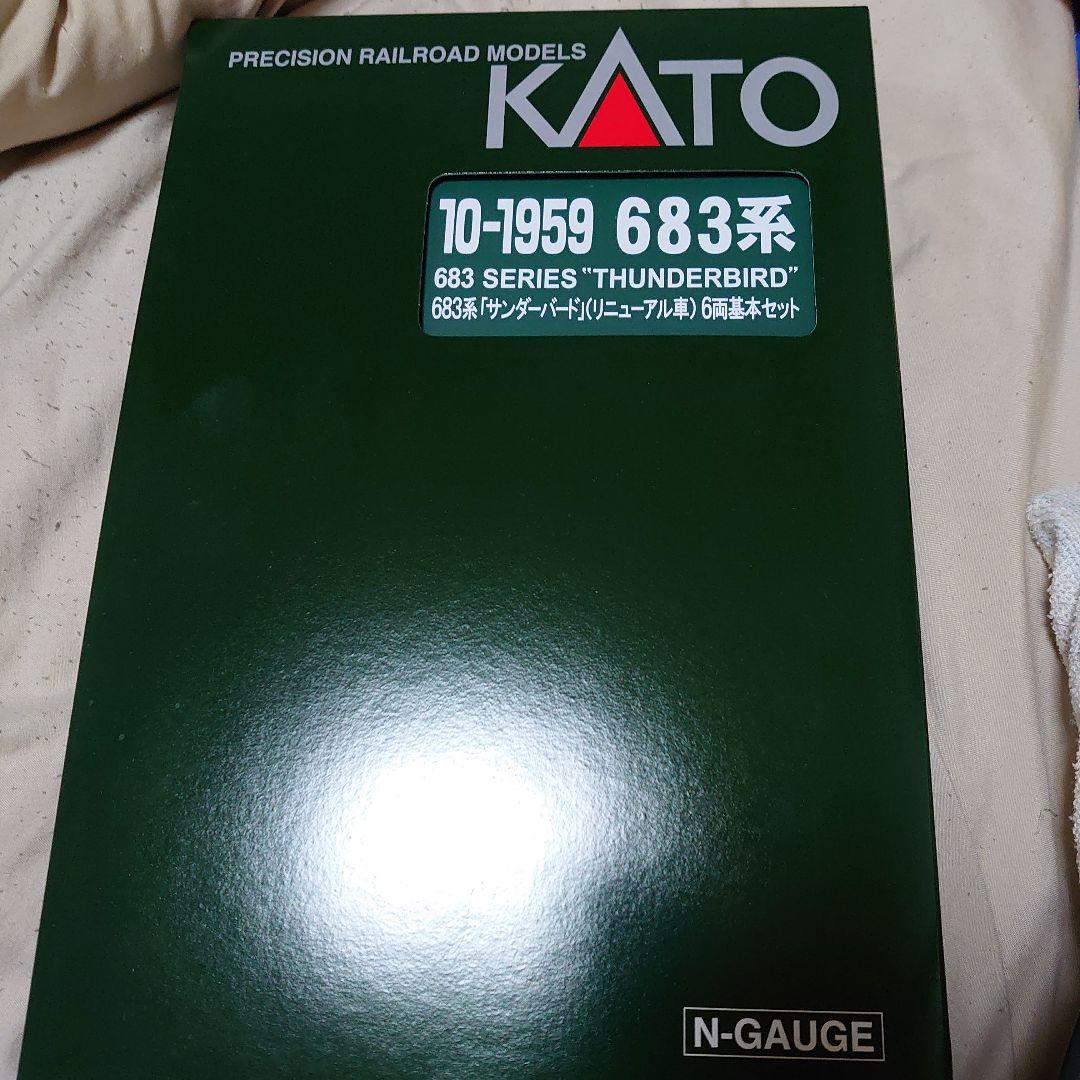 PRECISION RAILROAD MODELS
KATO
10-1959 683系
683 SERIES "THUNDERBIRD"
683系「サンダーバード」(リニューアル車) 6両基本セット
N-GAUGE